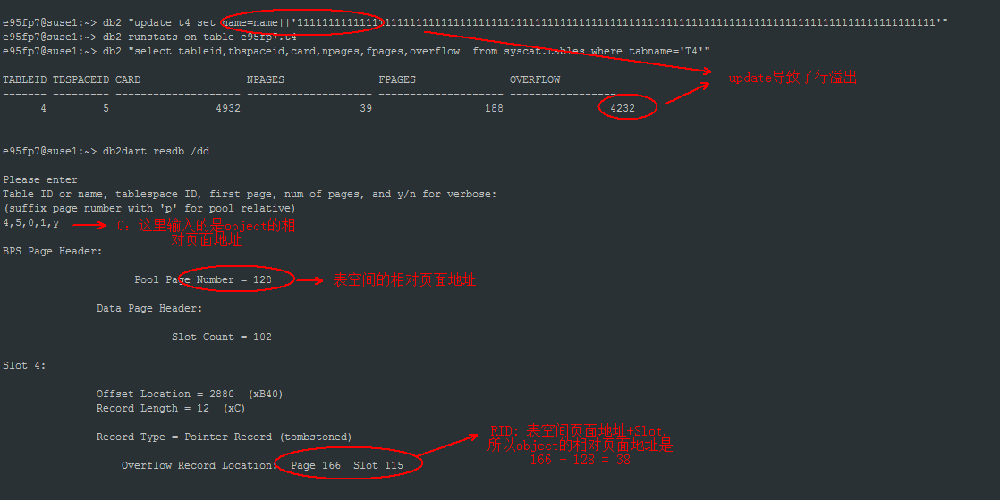 e95fp7@suse1:~> db2 "update t4 set name=name||'111111111111111111111111111111111111111111111111111111111111111111111111111111111111111111111111111111'"
e95fp7@suse1:~> db2 runstats on table e95fp7.t4
e95fp7@suse1:~> db2 "select tableid,tbspaceid,card,npages,fpages,overflow  from syscat.tables where tabname='T4'"
TABLEID TBSPACEID CARD NPAGES FPAGES OVERFLOW
update导致了行溢出
------- --------- -------------------- -------------------- -------------------- --------------------
4 5 4932 39 188 4232
e95fp7@suse1:~> db2dart resdb /dd
Please enter
Table ID or name, tablespace ID, first page, num of pages, and y/n for verbose:
(suffix page number with 'p' for pool relative)
4,5,0,1,y
0：这里输入的是object的相
对页面地址
BPS Page Header:
Pool Page Number = 128
表空间的相对页面地址
Data Page Header:
Slot Count = 102
Slot 4:
Offset Location = 2880  (xB40)
Record Length = 12  (xC)
Record Type = Pointer Record (tombstoned)
Overflow Record Location:  Page 166  Slot 115
RID: 表空间页面地址+Slot,
所以object的相对页面地址是
166 - 128 = 38